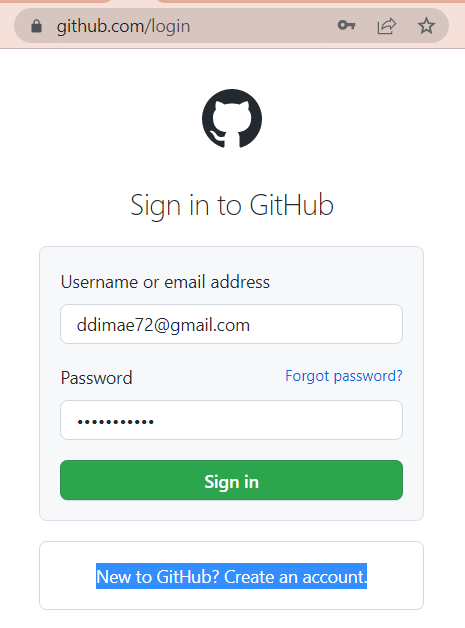 github.com/login
Sign in to GitHub
Username or email address
ddimae72@gmail.com
Password Forgot password?
•••••••••••
Sign in
New to GitHub? Create an account.